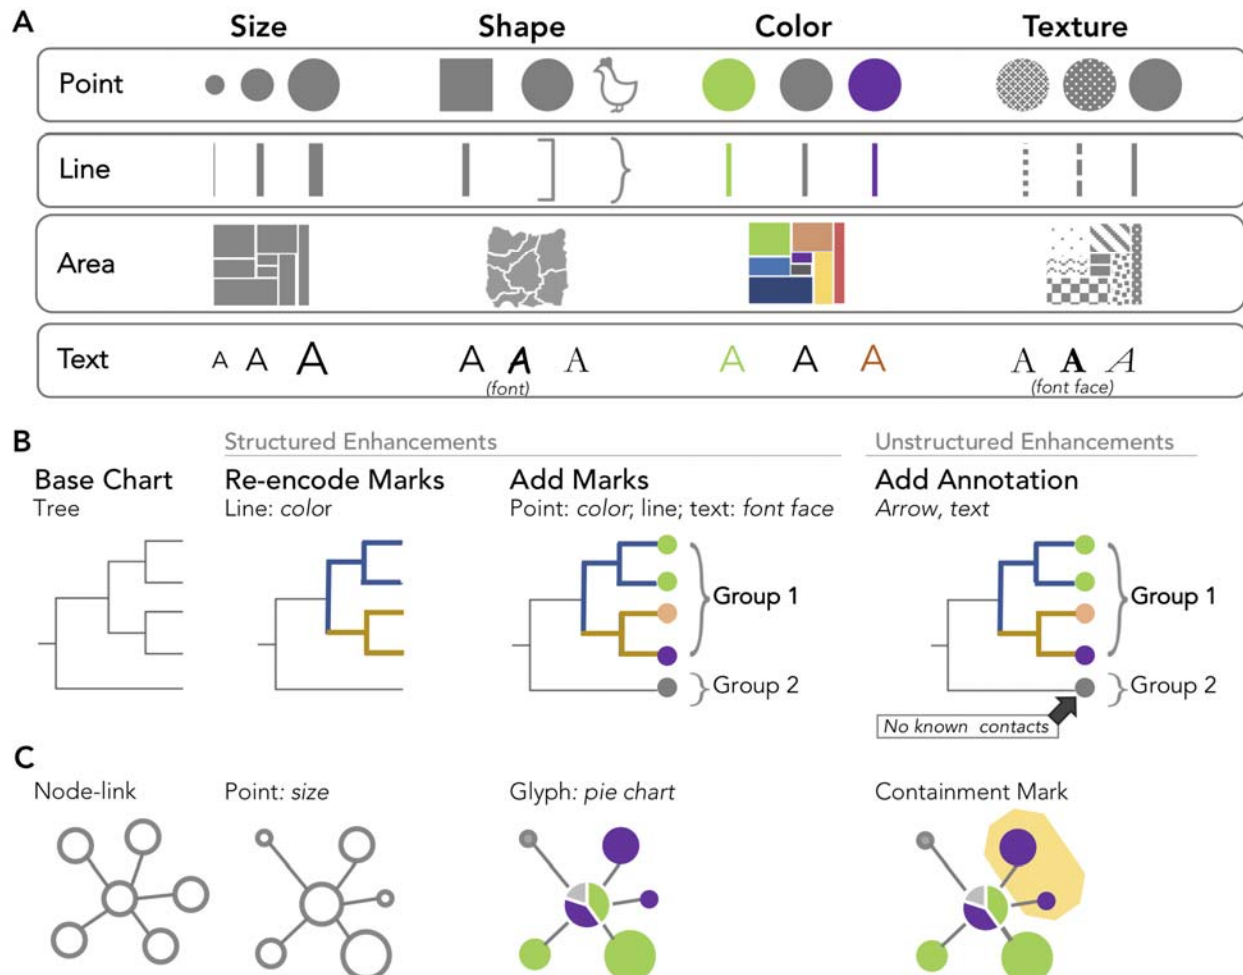 A
Size Shape Color Texture
Point
Line
Area
Text A A A A A A A A A A A A
(font) (font face)
B Structured Enhancements Unstructured Enhancements
Base Chart Re-encode Marks Add Marks Add Annotation
Tree Line: color Point: color; line; text: font face Arrow, text
Group 1 Group 1
Group 2 Group 2
No known contacts
C
Node-link Point: size Glyph: pie chart Containment Mark